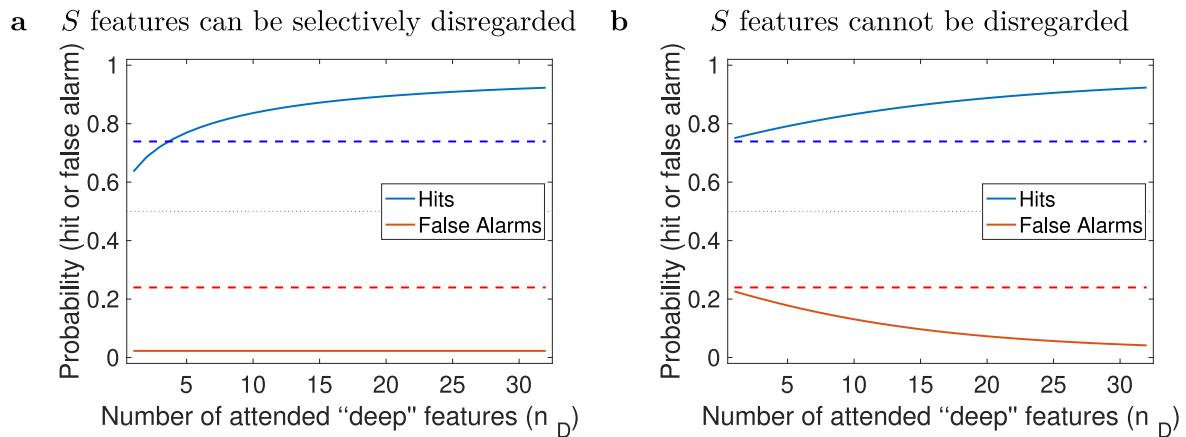 a S features can be selectively disregarded
Probability (hit or false alarm)
1
0.8
0.6
0.4
0.2
0
Hits
False Alarms
5 10 15 20 25 30
Number of attended “deep" features (n D)
b S features cannot be disregarded
Probability (hit or false alarm)
1
0.8
0.6
0.4
0.2
0
Hits
False Alarms
5 10 15 20 25 30
Number of attended “deep" features (n D)